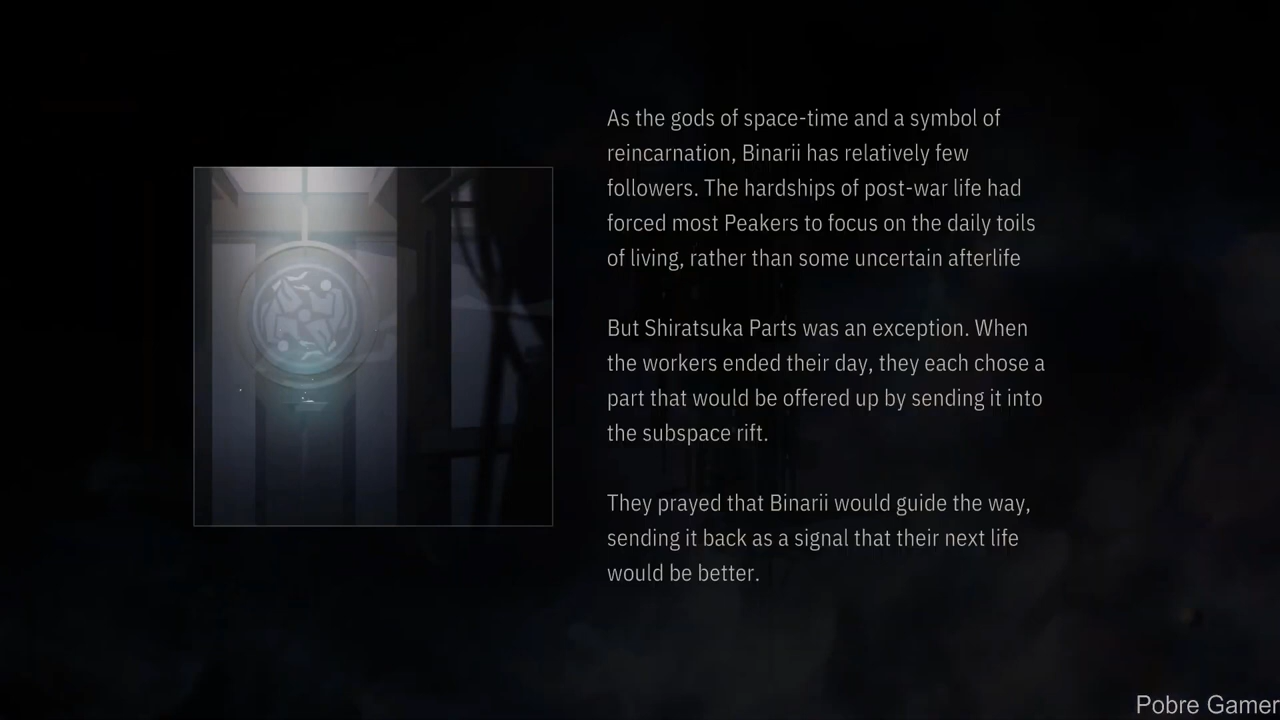 As the gods of space-time and a symbol of
reincarnation, Binarii has relatively few
followers. The hardships of post-war life had
forced most Peakers to focus on the daily toils
of living, rather than some uncertain afterlife
But Shiratsuka Parts was an exception. When
the workers ended their day, they each chose a
part that would be offered up by sending it into
the subspace rift.
They prayed that Binarii would guide the way,
sending it back as a signal that their next life
would be better.
Pobre Gamer